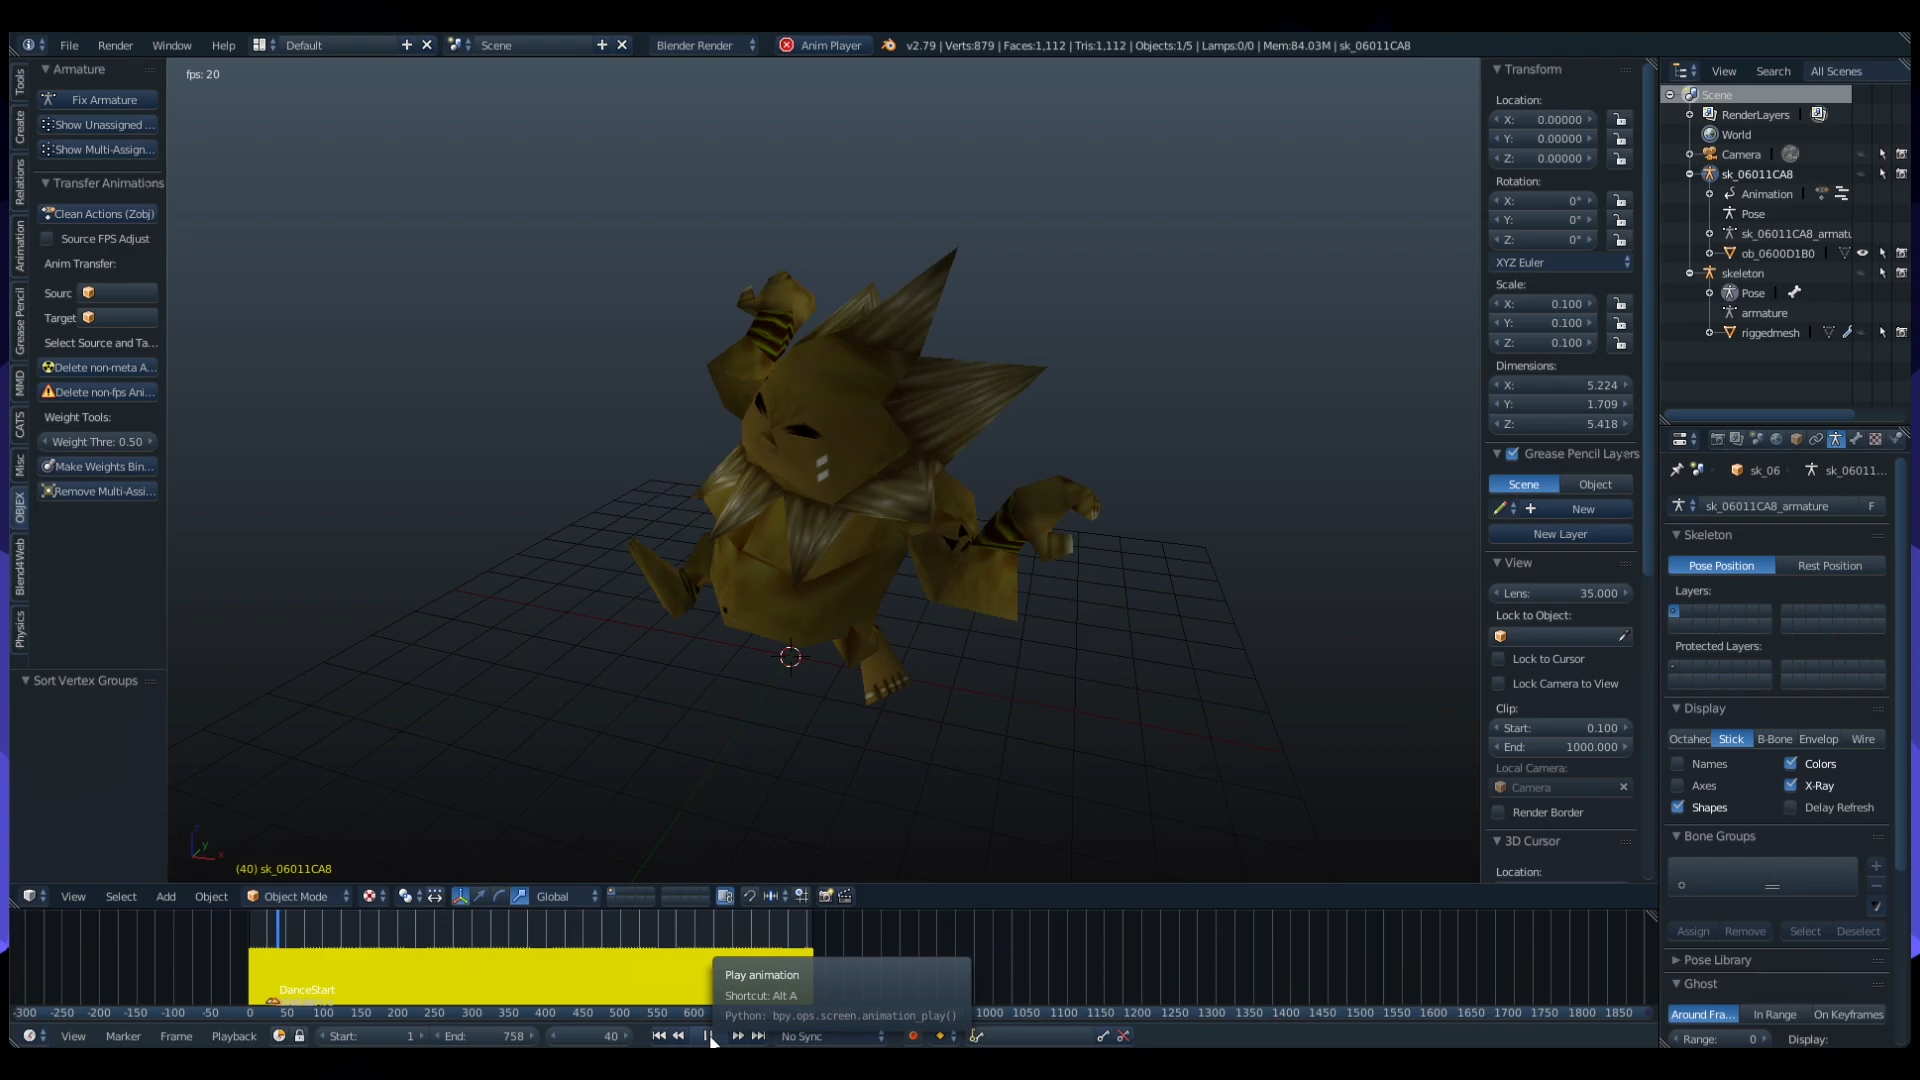 File Render Window Help Default Scene Blender Render Anim Player v2.79 | Verts:879 | Faces:1,112 | Tris:1,112 | Objects:1/5 | Lamps:0/0 | Mem:84.03M | sk_06011CA8
Tools
Create
Relations
Animation
Grease Pencil
MMD
CATS
Misc
OBJEX
Blend4Web
Physics
Armature
Fix Armature
Show Unassigned ...
Show Multi-Assign...
Transfer Animations
Clean Actions (Zobj)
Source FPS Adjust
Anim Transfer:
Sourc
Target
Select Source and Ta...
Delete non-meta A...
Delete non-fps Ani...
Weight Tools:
Weight Thre: 0.50
Make Weights Bin...
Remove Multi-Assi...
Sort Vertex Groups
fps: 20
(40) sk_06011CA8
z
y
x
Transform
Location:
X: 0.00000
Y: 0.00000
Z: 0.00000
Rotation:
X: 0°
Y: 0°
Z: 0°
XYZ Euler
Scale:
X: 0.100
Y: 0.100
Z: 0.100
Dimensions:
X: 5.224
Y: 1.709
Z: 5.418
Grease Pencil Layers
Scene Object
New
New Layer
View
Lens: 35.000
Lock to Object:
Lock to Cursor
Lock Camera to View
Clip:
Start: 0.100
End: 1000.000
Local Camera:
Camera
Render Border
3D Cursor
Location:
View Search All Scenes
Scene
RenderLayers
World
Camera
sk_06011CA8
Animation
Pose
sk_06011CA8_armatu
ob_0600D1B0
skeleton
Pose
armature
riggedmesh
sk_06 sk_06011...
sk_06011CA8_armature F
Skeleton
Pose Position Rest Position
Layers:
Protected Layers:
Display
Octahed Stick B-Bone Envelop Wire
Names Colors
Axes X-Ray
Shapes Delay Refresh
Bone Groups
Assign Remove Select Deselect
Pose Library
Ghost
Around Fra... In Range On Keyframes
Range: 0 Display:
View Select Add Object Object Mode Global
DanceStart
Play animation
Shortcut: Alt A
Python: bpy.ops.screen.animation_play()
-300 -250 -200 -150 -100 -50 0 50 100 150 200 250 300 350 400 450 500 550 600 1000 1050 1100 1150 1200 1250 1300 1350 1400 1450 1500 1550 1600 1650 1700 1750 1800 1850
View Marker Frame Playback Start: 1 End: 758 40 No Sync